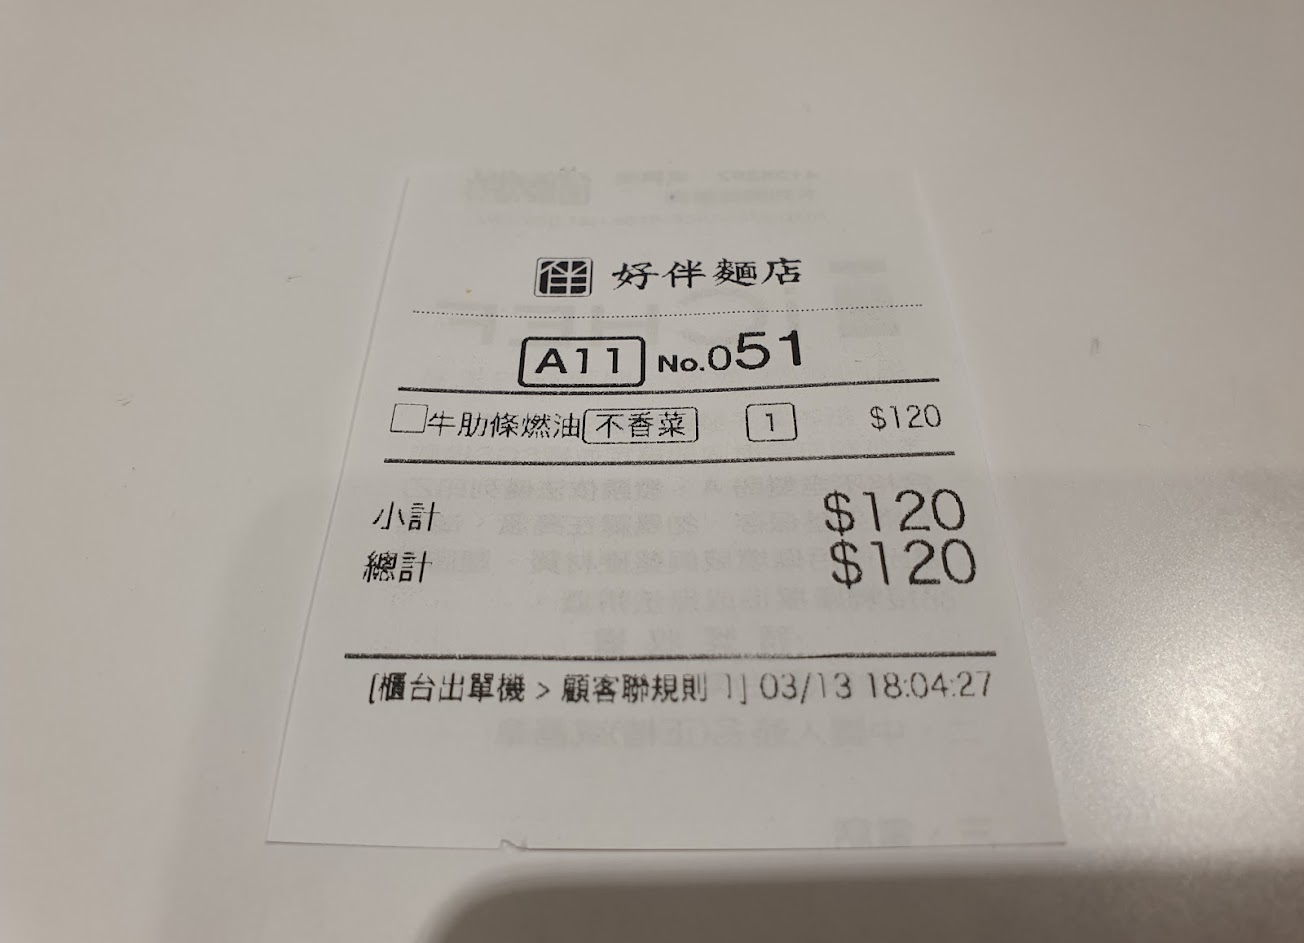 伴 好伴麵店
A11 No.051
牛肋條燃油 不香菜 1 $120
小計 $120
總計 $120
[櫃台出單機 > 顧客聯規則 1] 03/13 18:04:27